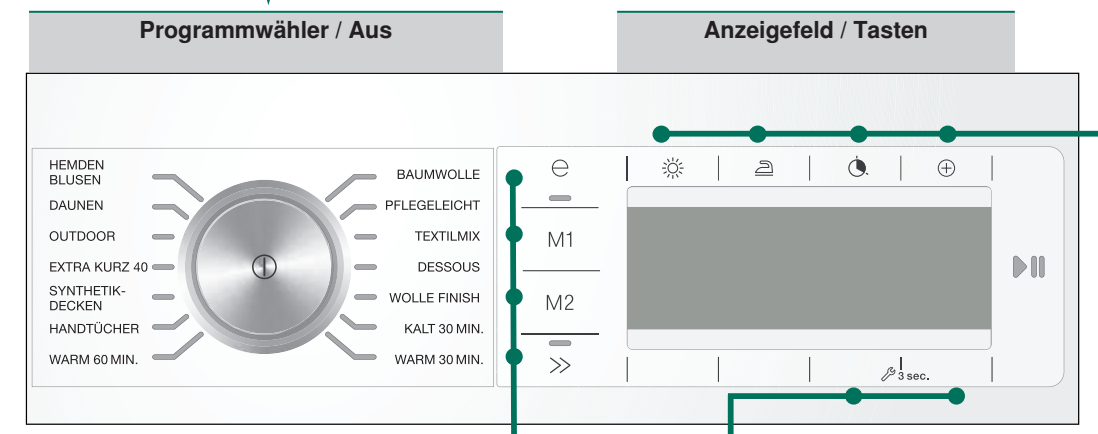 Programmwähler / Aus
Anzeigefeld / Tasten
HEMDEN
BLUSEN
DAUNEN
OUTDOOR
EXTRA KURZ 40
SYNTHETIK-
DECKEN
HANDTÜCHER
WARM 60 MIN.
BAUMWOLLE
PFLEGELEICHT
TEXTILMIX
DESSOUS
WOLLE FINISH
KALT 30 MIN.
WARM 30 MIN.
e
M1
M2
3 sec.